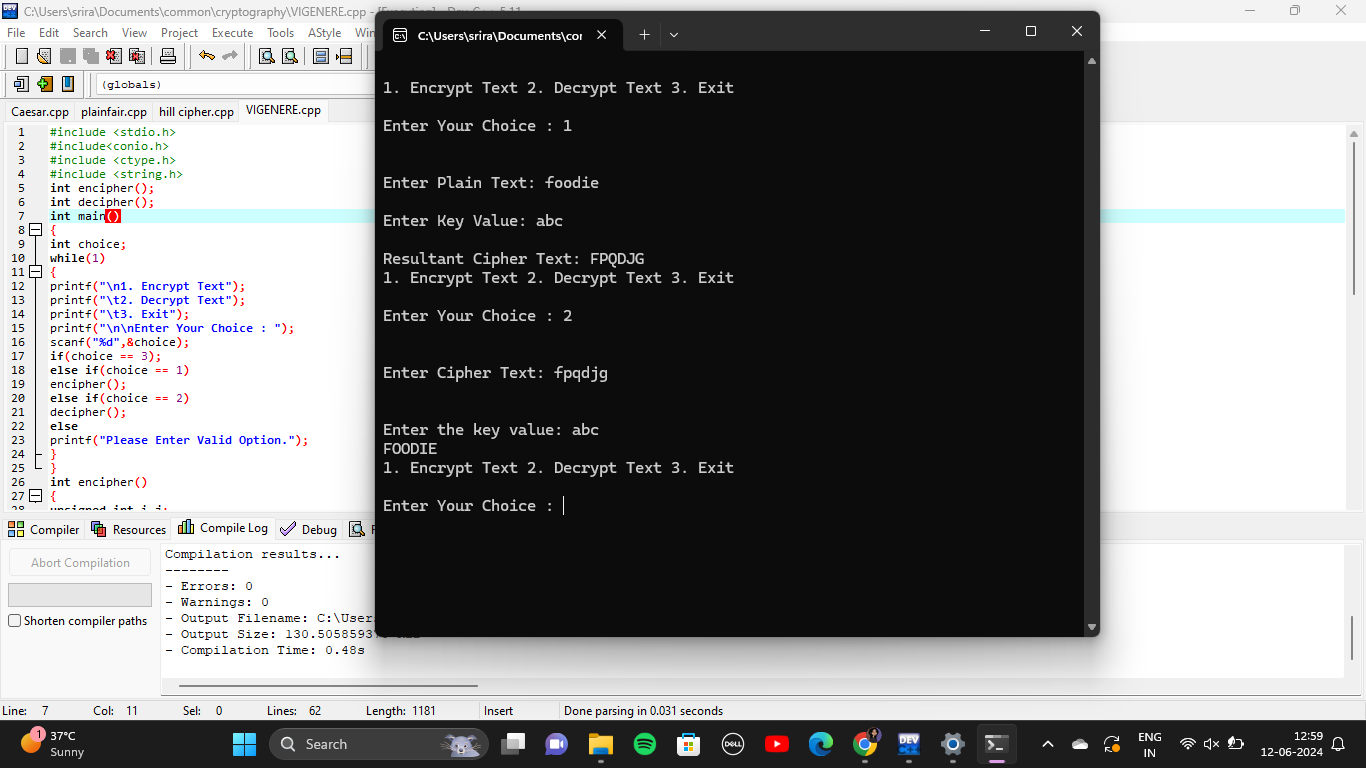 C:\Users\srira\Documents\common\cryptography\VIGENERE.cpp - [Executing] - Dev-C++ 5.11
File Edit Search View Project Execute Tools AStyle
(globals)
Caesar.cpp plainfair.cpp hill cipher.cpp VIGENERE.cpp
1 #include <stdio.h>
2 #include<conio.h>
3 #include <ctype.h>
4 #include <string.h>
5 int encipher();
6 int decipher();
7 int main()
8 {
9 int choice;
10 while(1)
11 {
12 printf("\n1. Encrypt Text");
13 printf("\t2. Decrypt Text");
14 printf("\t3. Exit");
15 printf("\n\nEnter Your Choice : ");
16 scanf("%d",&choice);
17 if(choice == 3);
18 else if(choice == 1)
19 encipher();
20 else if(choice == 2)
21 decipher();
22 else
23 printf("Please Enter Valid Option.");
24 }
25 }
26 int encipher()
27 {
28 unsigned int i,j;
C:\Users\srira\Documents\cor
1. Encrypt Text 2. Decrypt Text 3. Exit
Enter Your Choice : 1
Enter Plain Text: foodie
Enter Key Value: abc
Resultant Cipher Text: FPQDJG
1. Encrypt Text 2. Decrypt Text 3. Exit
Enter Your Choice : 2
Enter Cipher Text: fpqdjg
Enter the key value: abc
FOODIE
1. Encrypt Text 2. Decrypt Text 3. Exit
Enter Your Choice :
Compiler Resources Compile Log Debug
Abort Compilation
Shorten compiler paths
Compilation results...
--------
- Errors: 0
- Warnings: 0
- Output Filename: C:\User
- Output Size: 130.505859375
- Compilation Time: 0.48s
Line: 7 Col: 11 Sel: 0 Lines: 62 Length: 1181 Insert Done parsing in 0.031 seconds
1
37°C
Sunny
Search
DELL
DEV
ENG
IN
12:59
12-06-2024